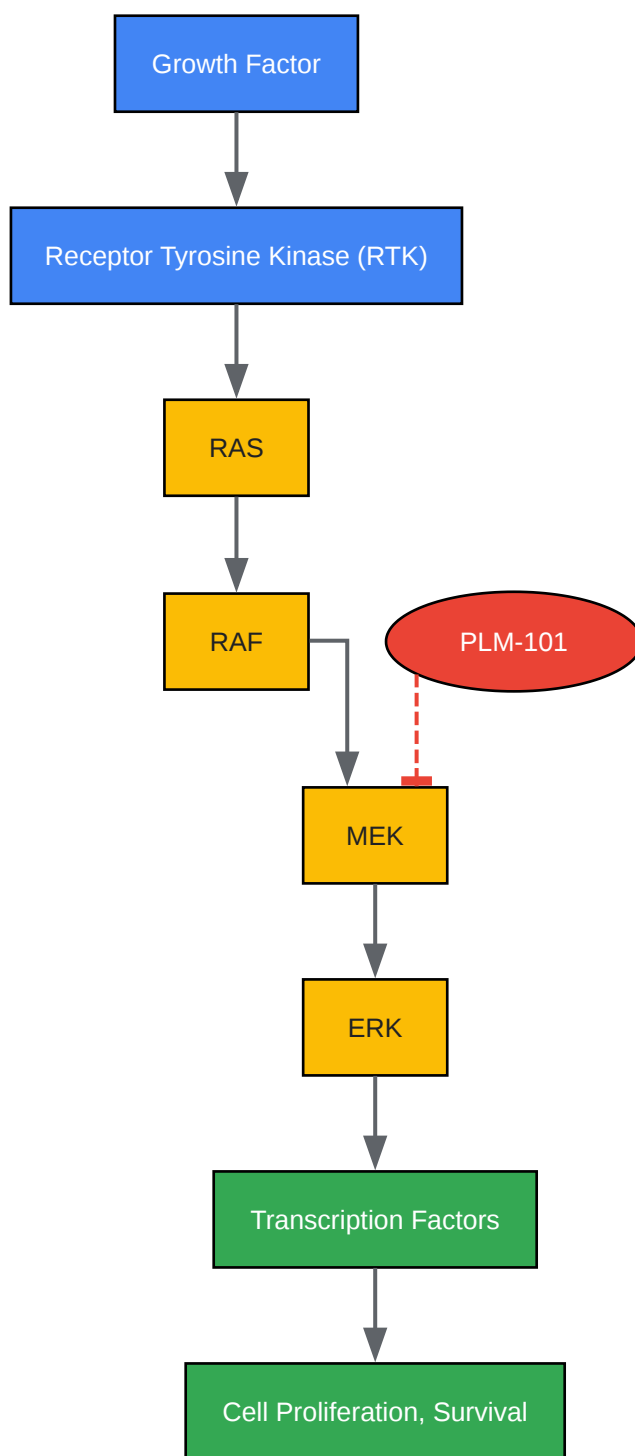 Growth Factor
Receptor Tyrosine Kinase (RTK)
RAS
RAF
PLM-101
MEK
ERK
Transcription Factors
Cell Proliferation, Survival